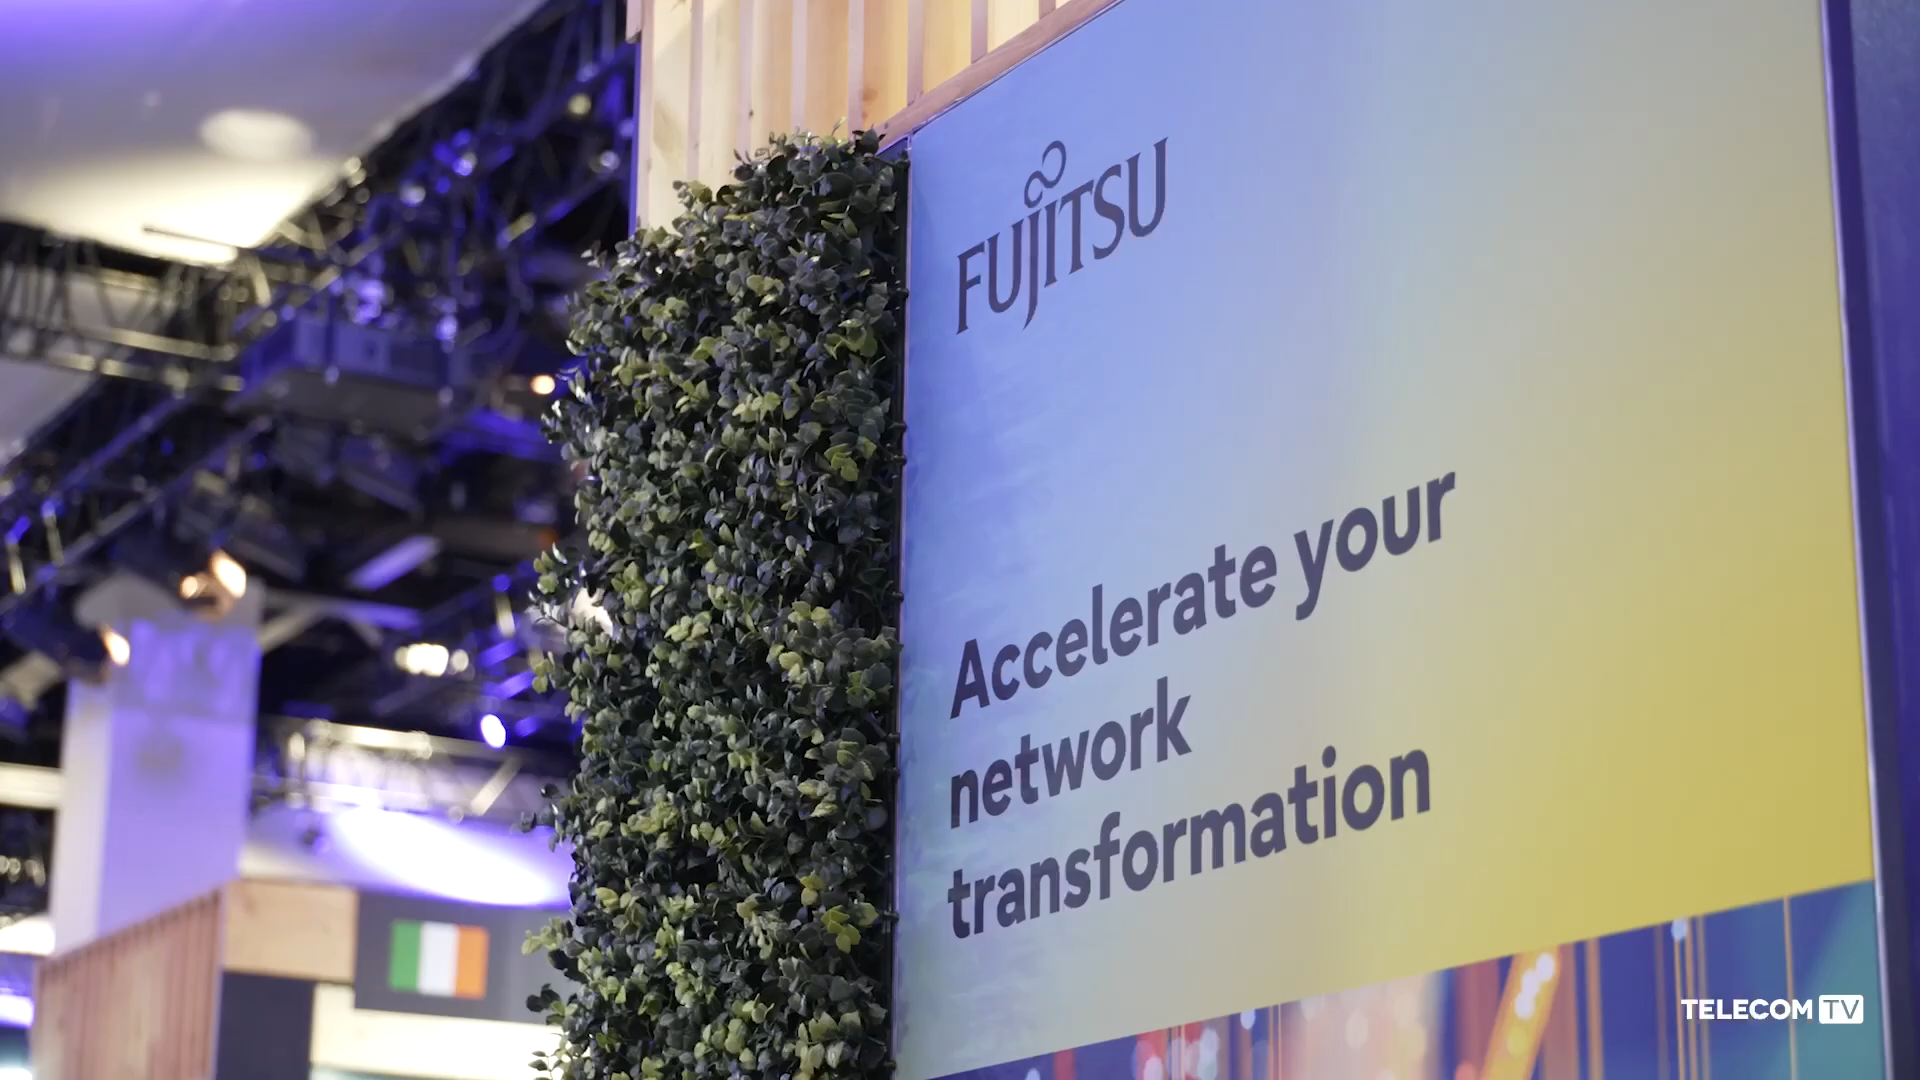 FUJITSU
Accelerate your
network
transformation
TELECOM TV